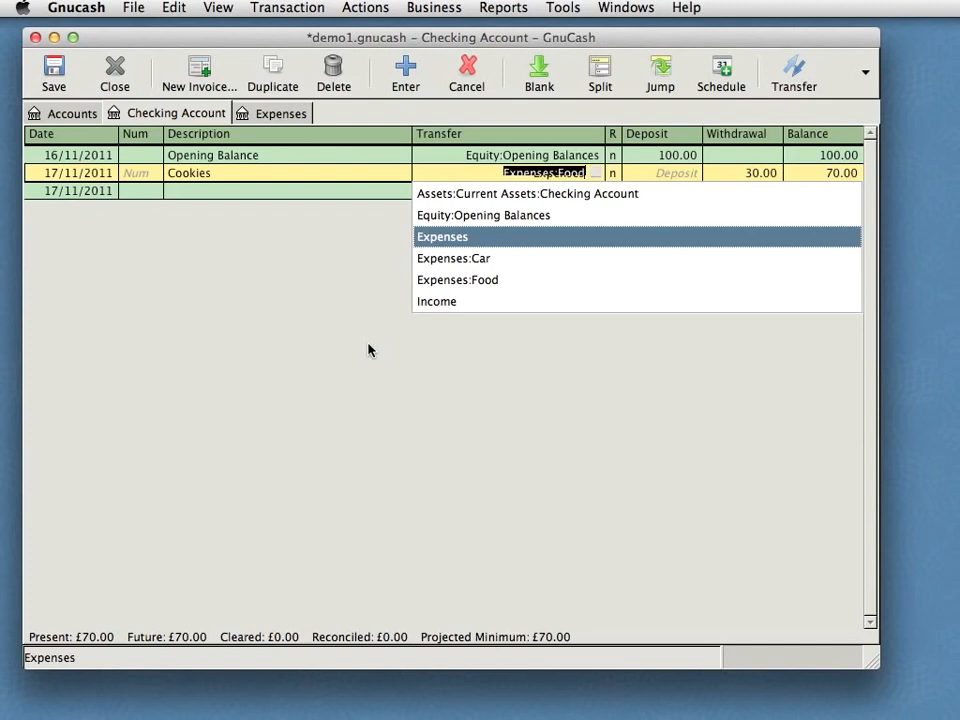 Gnucash File Edit View Transaction Actions Business Reports Tools Windows Help
*demo1.gnucash – Checking Account – GnuCash
Save Close New Invoice... Duplicate Delete Enter Cancel Blank Split Jump Schedule Transfer
Accounts Checking Account Expenses
Date Num Description Transfer R Deposit Withdrawal Balance
16/11/2011 Opening Balance Equity:Opening Balances n 100.00 100.00
17/11/2011 Num Cookies Expenses:Food n Deposit 30.00 70.00
17/11/2011
Assets:Current Assets:Checking Account
Equity:Opening Balances
Expenses
Expenses:Car
Expenses:Food
Income
Present: £70.00 Future: £70.00 Cleared: £0.00 Reconciled: £0.00 Projected Minimum: £70.00
Expenses